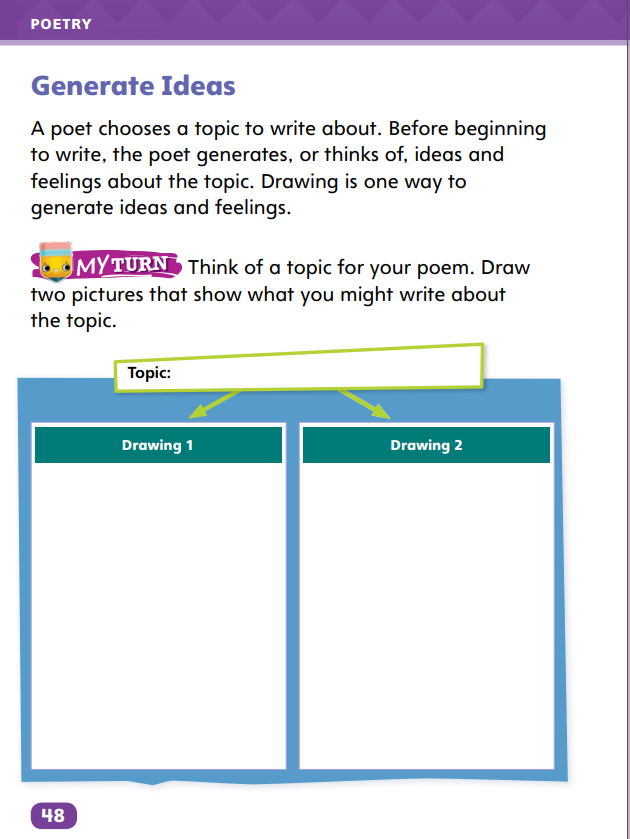 POETRY
Generate Ideas
A poet chooses a topic to write about. Before beginning
to write, the poet generates, or thinks of, ideas and
feelings about the topic. Drawing is one way to
generate ideas and feelings.
MY TURN Think of a topic for your poem. Draw
two pictures that show what you might write about
the topic.
Topic:
Drawing 1
Drawing 2
48